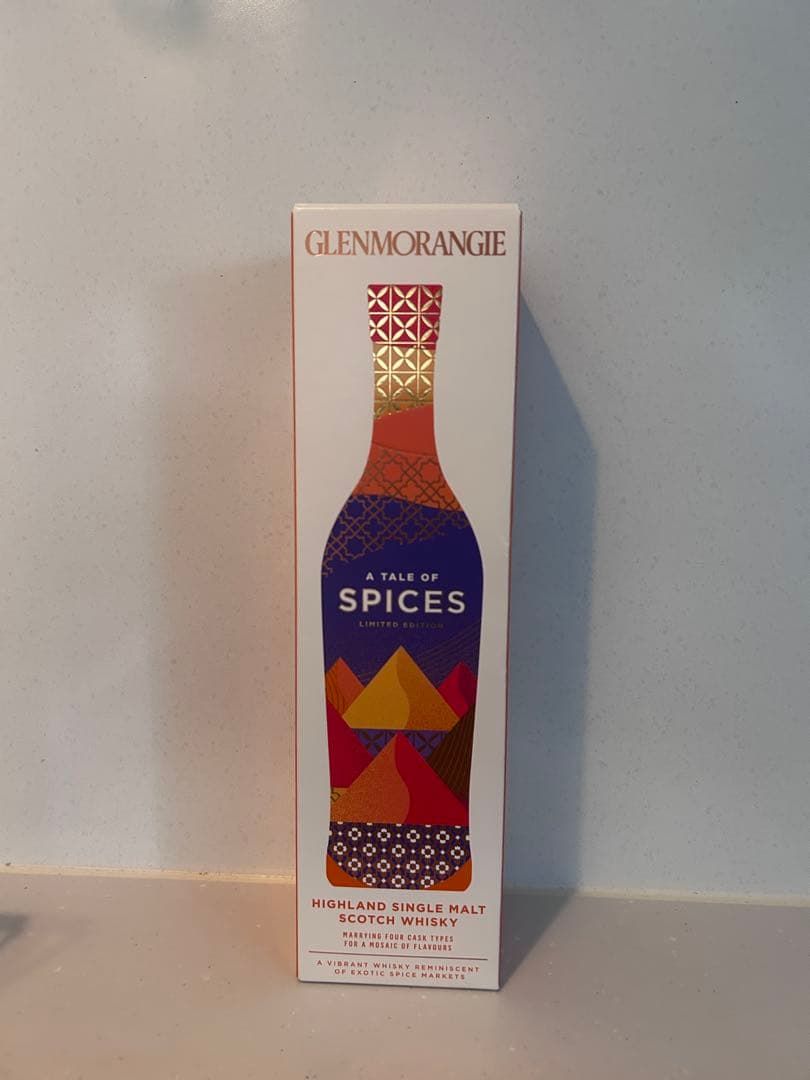 GLENMORANGIE
A TALE OF
SPICES
LIMITED EDITION
HIGHLAND SINGLE MALT
SCOTCH WHISKY
MARRYING FOUR CASK TYPES
FOR A MOSAIC OF FLAVOURS
A VIBRANT WHISKY REMINISCENT
OF EXOTIC SPICE MARKETS